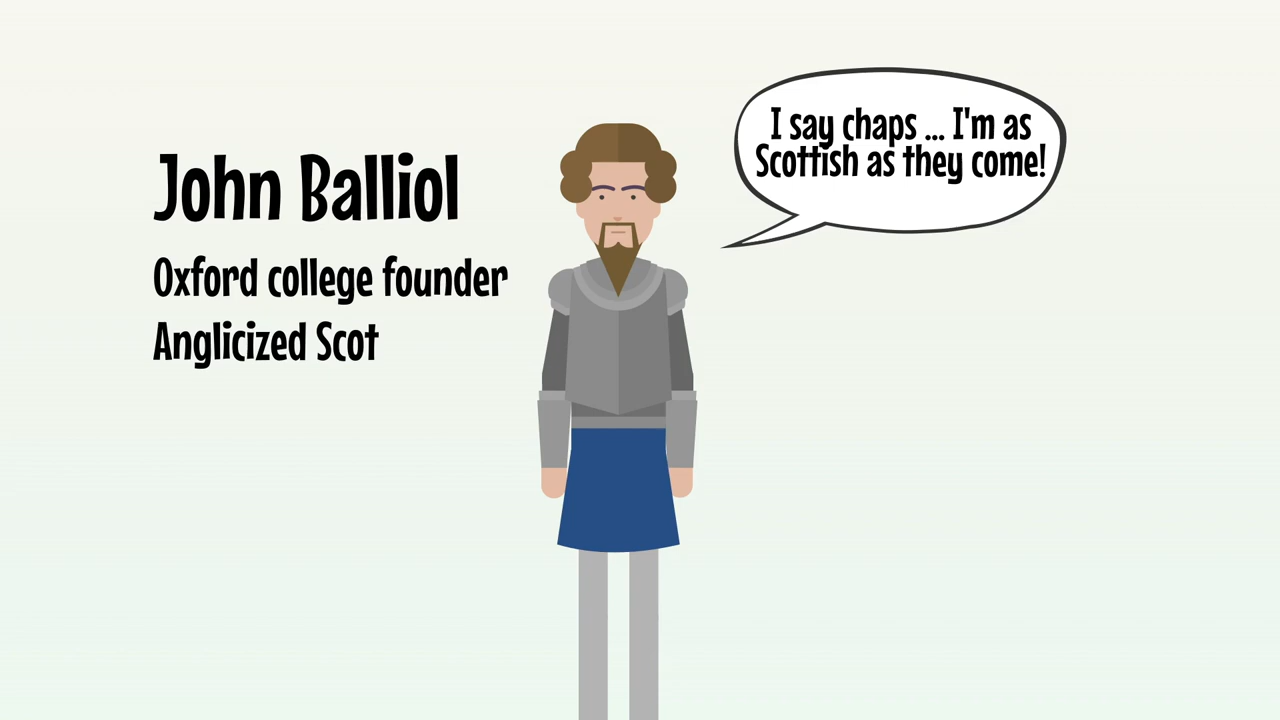 John Balliol
Oxford college founder
Anglicized Scot
I say chaps ... I'm as
Scottish as they come!